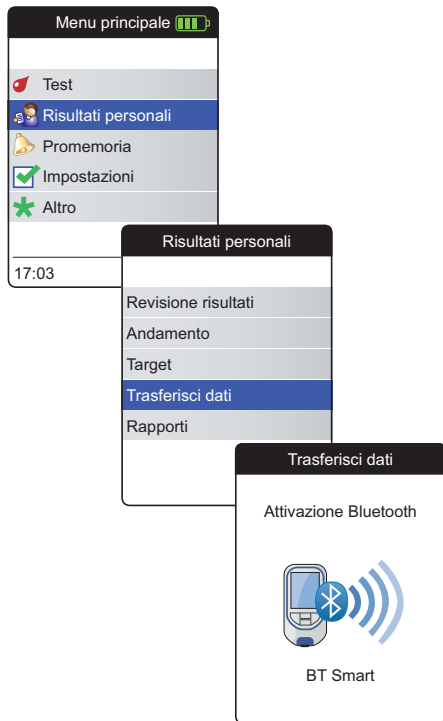 Menu principale
Test
Risultati personali
Promemoria
Impostazioni
Altro
17:03
Risultati personali
Revisione risultati
Andamento
Target
Trasferisci dati
Rapporti
Trasferisci dati
Attivazione Bluetooth
BT Smart